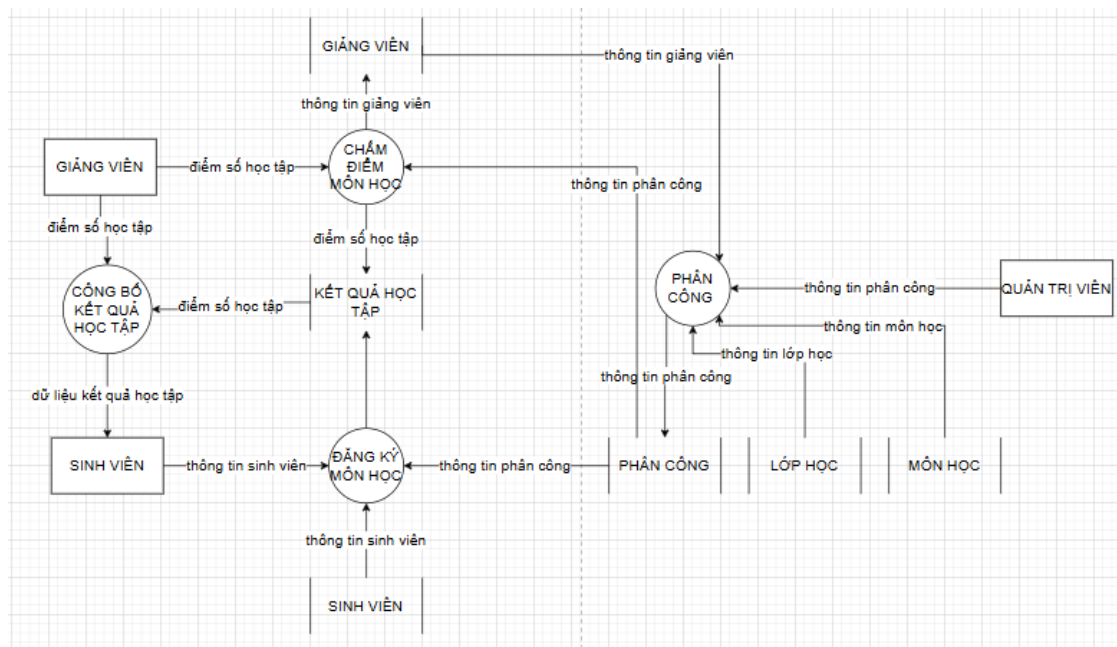 GIẢNG VIÊN
thông tin giảng viên
thông tin giảng viên
GIẢNG VIÊN
điểm số học tập
CHẤM
ĐIỂM
MÔN HỌC
thông tin phân công
điểm số học tập
điểm số học tập
CÔNG BỐ
KẾT QUẢ
HỌC TẬP
điểm số học tập
KẾT QUẢ HỌC
TẬP
PHÂN
CÔNG
thông tin phân công
QUẢN TRỊ VIÊN
thông tin môn học
thông tin lớp học
thông tin phân công
dữ liệu kết quả học tập
SINH VIÊN
thông tin sinh viên
ĐĂNG KÝ
MÔN HỌC
thông tin phân công
PHÂN CÔNG
LỚP HỌC
MÔN HỌC
thông tin sinh viên
SINH VIÊN